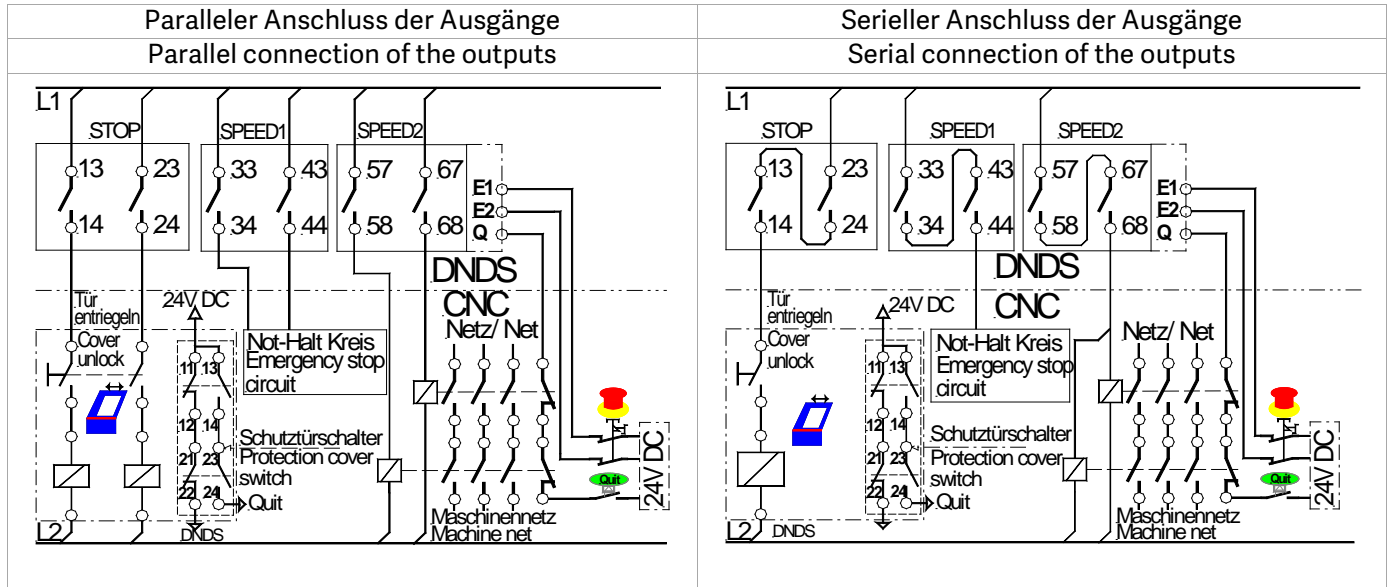 Paralleler Anschluss der Ausgänge
Parallel connection of the outputs
L1
STOP SPEED1 SPEED2
13 23 33 43 57 67
E1
E2
14 24 34 44 58 68
Q
DNDS
CNC
Tür
entriegeln
24V DC
Netz/ Net
Cover
unlock
Not-Halt Kreis
Emergency stop
circuit
11 13
12 14
21 23
22 24
Schutztürschalter
Protection cover
switch
Quit
Quit
24V DC
Maschinennetz
Machine net
L2
DNDS
Serieller Anschluss der Ausgänge
Serial connection of the outputs
L1
STOP SPEED1 SPEED2
13 23 33 43 57 67
E1
E2
14 24 34 44 58 68
Q
DNDS
CNC
Tür
entriegeln
24V DC
Netz/ Net
Cover
unlock
Not-Halt Kreis
Emergency stop
circuit
11 13
12 14
21 23
22 24
Schutztürschalter
Protection cover
switch
Quit
Quit
24V DC
Maschinennetz
Machine net
L2
DNDS